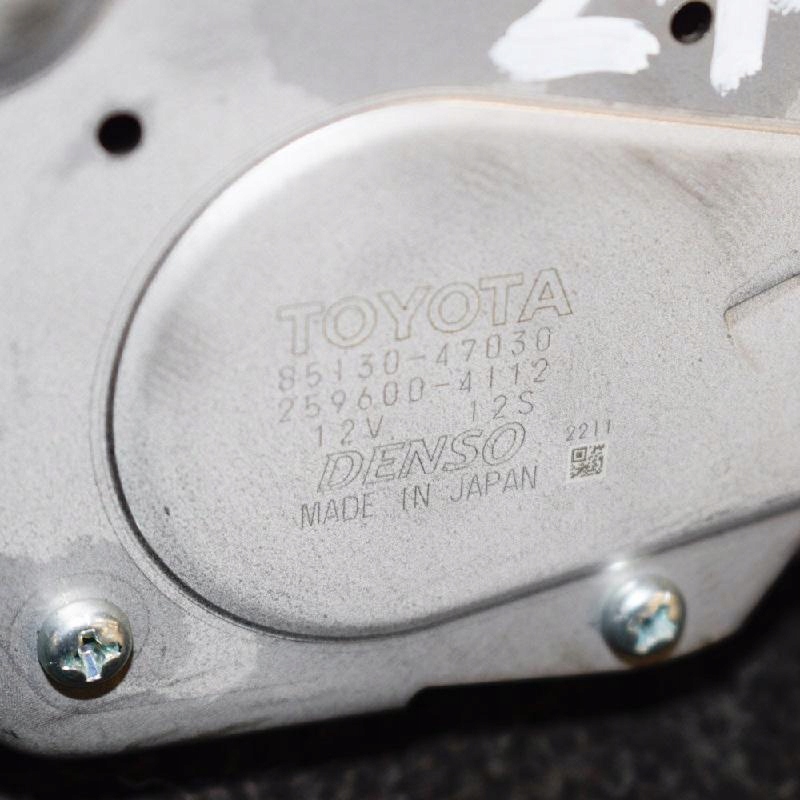 TOYOTA
85130-47030
259600-4112
12V 12S
DENSO 2211
MADE IN JAPAN